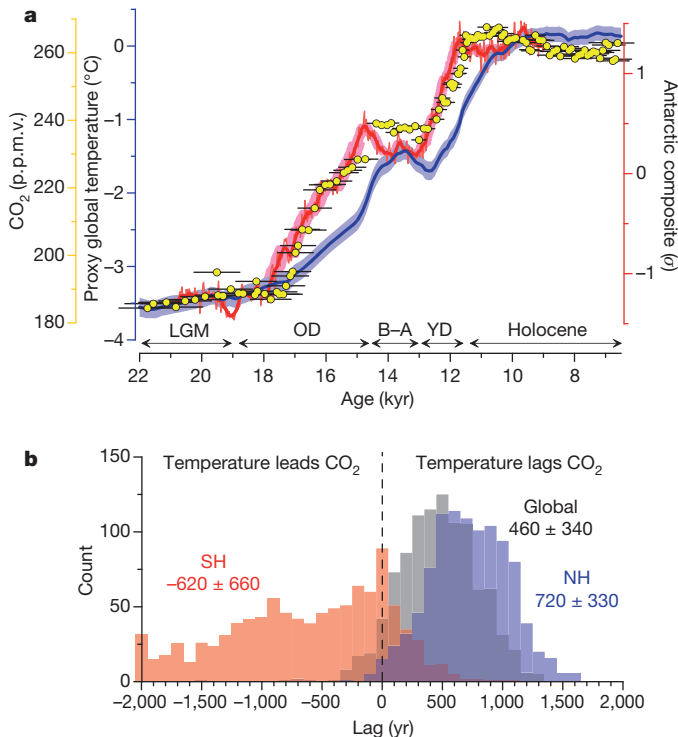 a
CO2 (p.p.m.v.)
260
240
220
200
180
Proxy global temperature (°C)
0
−1
−2
−3
−4
Antarctic composite (σ)
1
0
−1
LGM OD B–A YD Holocene
22 20 18 16 14 12 10 8
Age (kyr)
b
Temperature leads CO2 Temperature lags CO2
Count
150
100
50
0
SH
−620 ± 660
Global
460 ± 340
NH
720 ± 330
−2,000 −1,500 −1,000 −500 0 500 1,000 1,500 2,000
Lag (yr)